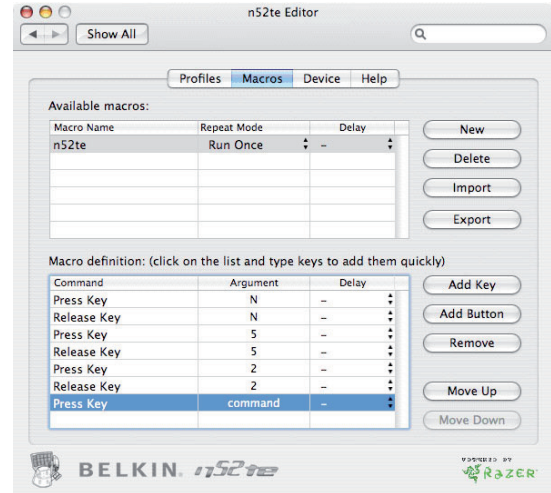 n52te Editor
Show All
Profiles Macros Device Help
Available macros:
Macro Name Repeat Mode Delay
n52te Run Once –
New
Delete
Import
Export
Macro definition: (click on the list and type keys to add them quickly)
Command Argument Delay
Press Key N –
Release Key N –
Press Key 5 –
Release Key 5 –
Press Key 2 –
Release Key 2 –
Press Key command –
Add Key
Add Button
Remove
Move Up
Move Down
BELKIN. n52te
POWERED BY
RAZER